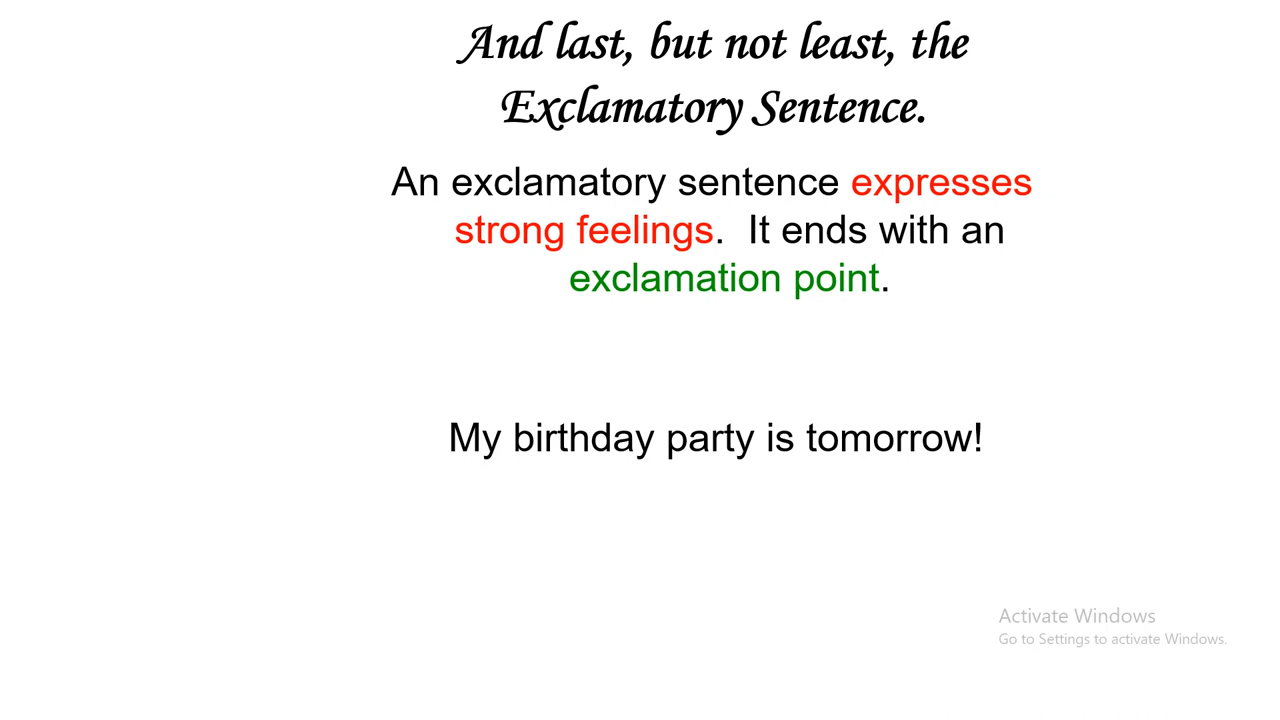 And last, but not least, the
Exclamatory Sentence.
An exclamatory sentence expresses
strong feelings.  It ends with an
exclamation point.
My birthday party is tomorrow!
Activate Windows
Go to Settings to activate Windows.